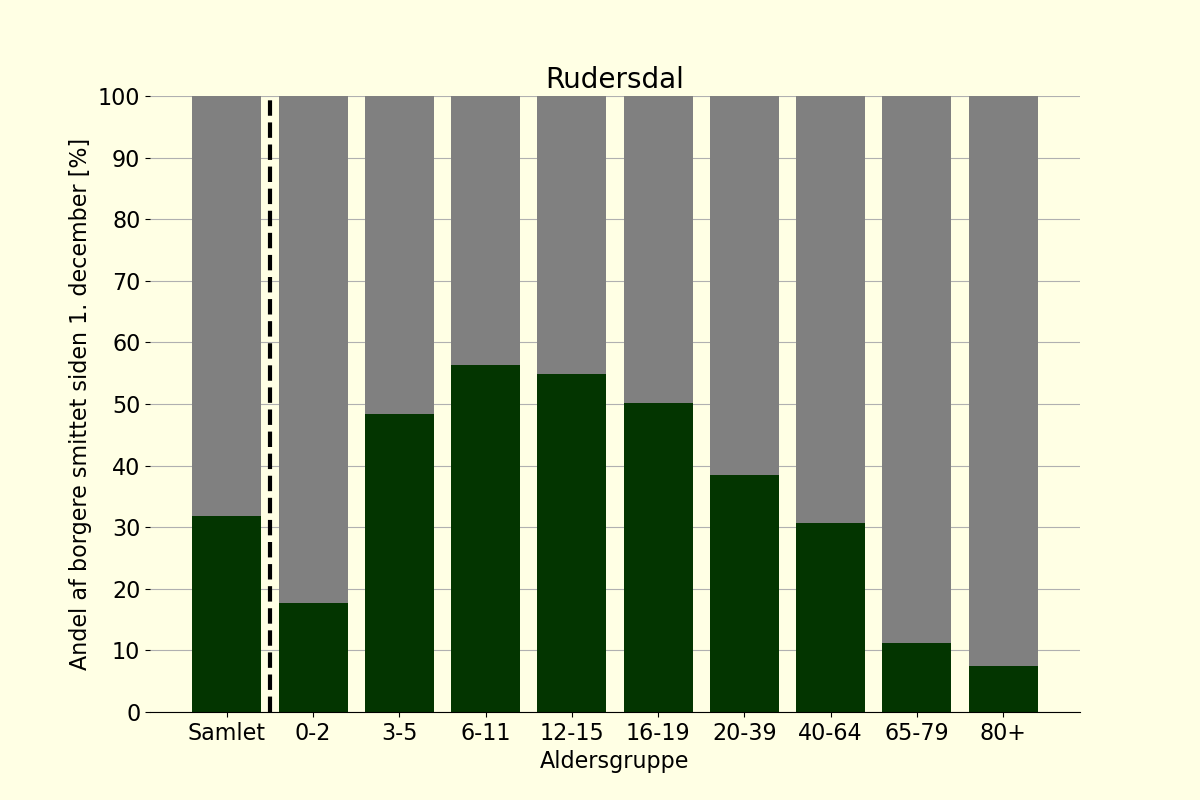 Rudersdal
Andel af borgere smittet siden 1. december [%]
100
90
80
70
60
50
40
30
20
10
0
Samlet 0-2 3-5 6-11 12-15 16-19 20-39 40-64 65-79 80+
Aldersgruppe